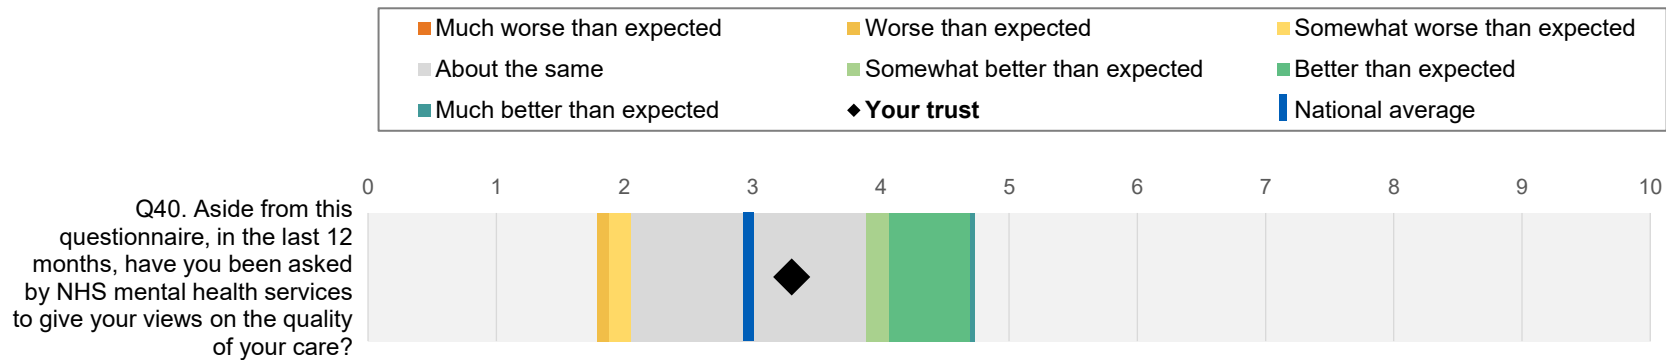 Much worse than expected
Worse than expected
Somewhat worse than expected
About the same
Somewhat better than expected
Better than expected
Much better than expected
Your trust
National average
0 1 2 3 4 5 6 7 8 9 10
Q40. Aside from this
questionnaire, in the last 12
months, have you been asked
by NHS mental health services
to give your views on the quality
of your care?